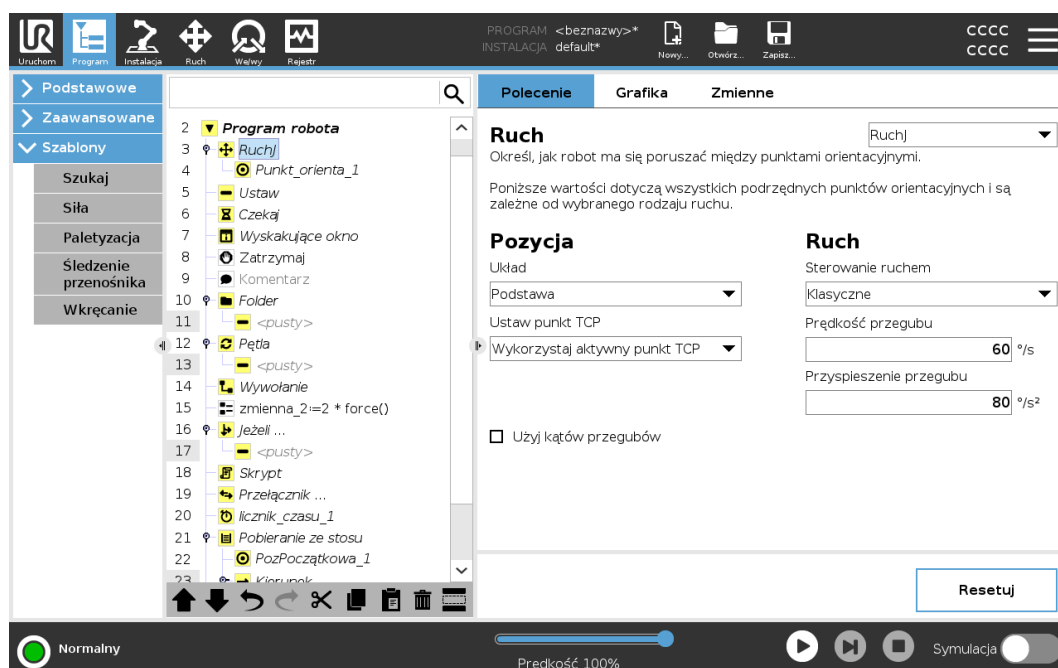 PROGRAM <beznazwy>*
INSTALACJA default*
UR
Uruchom
Program
Instalacja
Ruch
We/wy
Rejestr
Nowy...
Otwórz...
Zapisz...
cccc
cccc
Podstawowe
Zaawansowane
Szablony
Szukaj
Siła
Paletyzacja
Śledzenie
przenośnika
Wkręcanie
2 Program robota
3 RuchJ
4 Punkt_orienta_1
5 Ustaw
6 Czekaj
7 Wyskakujące okno
8 Zatrzymaj
9 Komentarz
10 Folder
11 <pusty>
12 Pętla
13 <pusty>
14 Wywołanie
15 zmienna_2:=2 * force()
16 Jeżeli ...
17 <pusty>
18 Skrypt
19 Przełącznik ...
20 licznik_czasu_1
21 Pobieranie ze stosu
22 PozPoczątkowa_1
23 Kierunek
Polecenie
Grafika
Zmienne
Ruch
RuchJ
Określ, jak robot ma się poruszać między punktami orientacyjnymi.
Poniższe wartości dotyczą wszystkich podrzędnych punktów orientacyjnych i są
zależne od wybranego rodzaju ruchu.
Pozycja
Układ
Podstawa
Ustaw punkt TCP
Wykorzystaj aktywny punkt TCP
Użyj kątów przegubów
Ruch
Sterowanie ruchem
Klasyczne
Prędkość przegubu
60 °/s
Przyspieszenie przegubu
80 °/s²
Resetuj
Normalny
Prędkość 100%
Symulacja